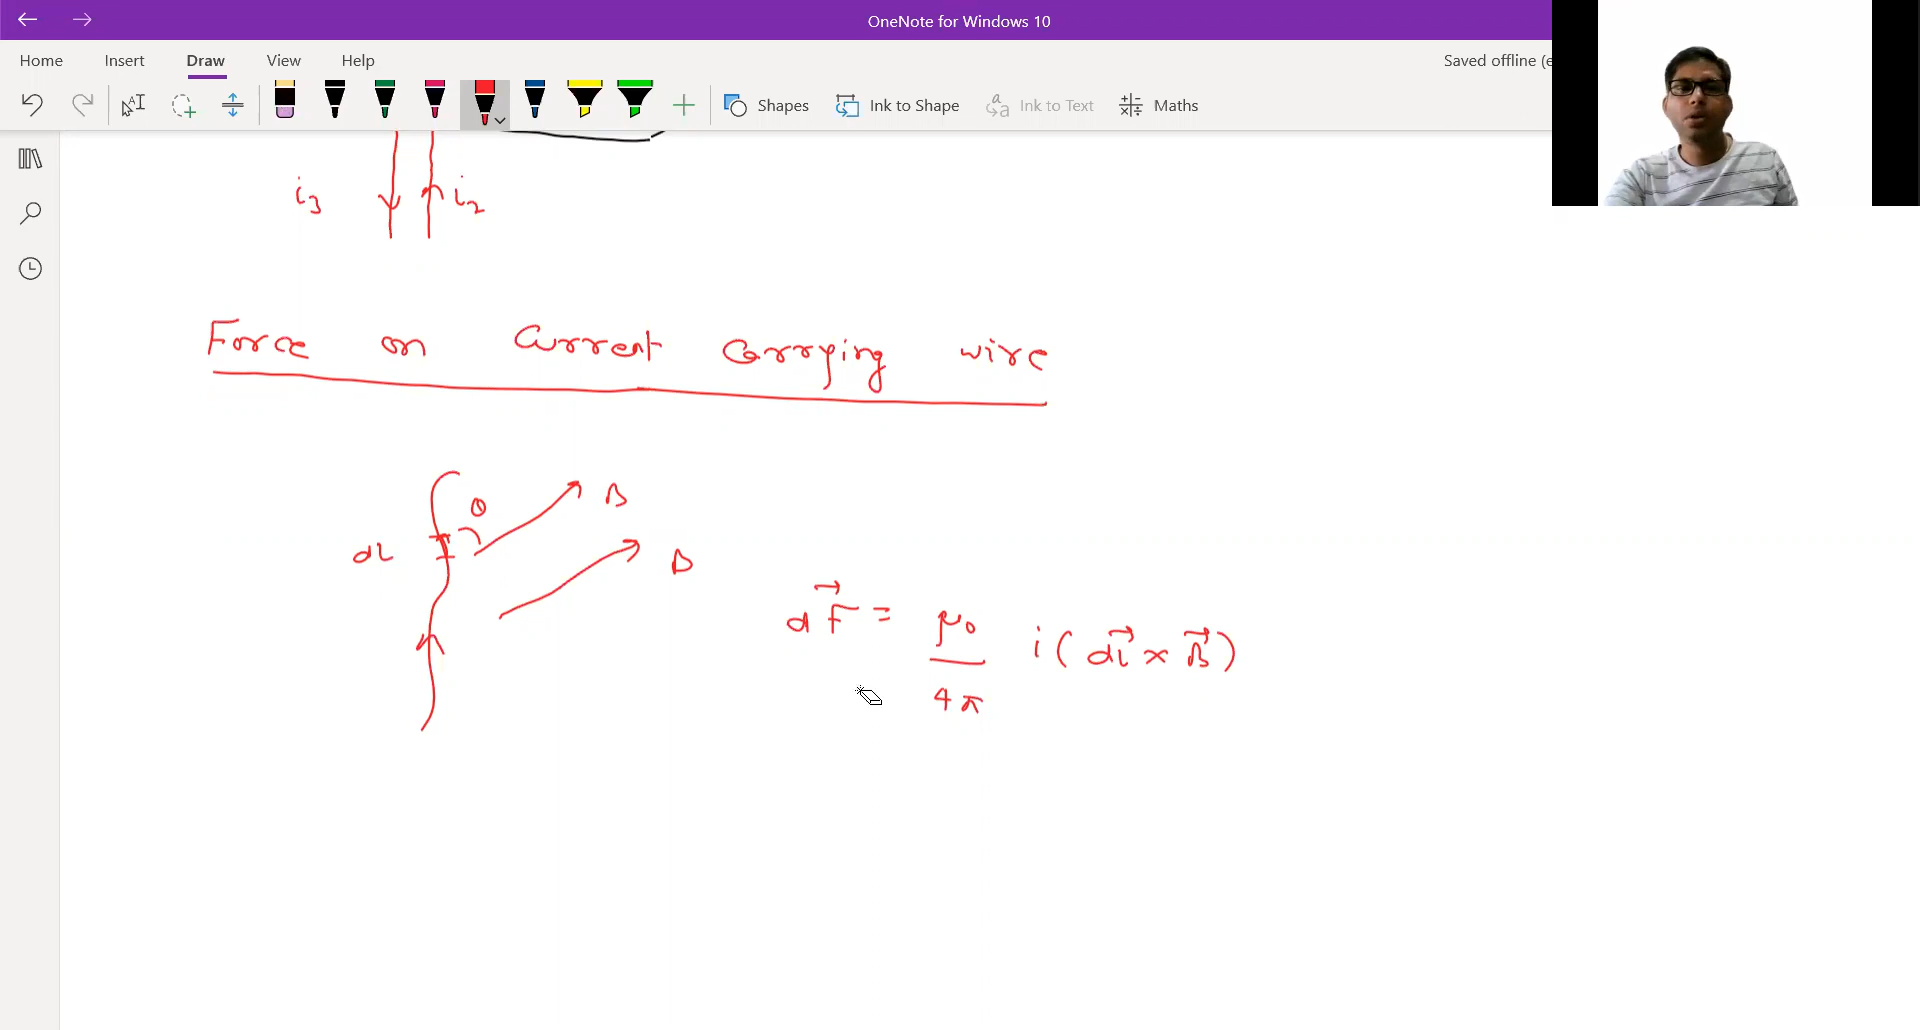 OneNote for Windows 10
Home Insert Draw View Help
Saved offline (e
Shapes Ink to Shape Ink to Text Maths
i₃ i₂
Force on Current Carrying wire
θ B
dl
B
dF⃗ = μ₀/4π i(dl⃗ × B⃗)